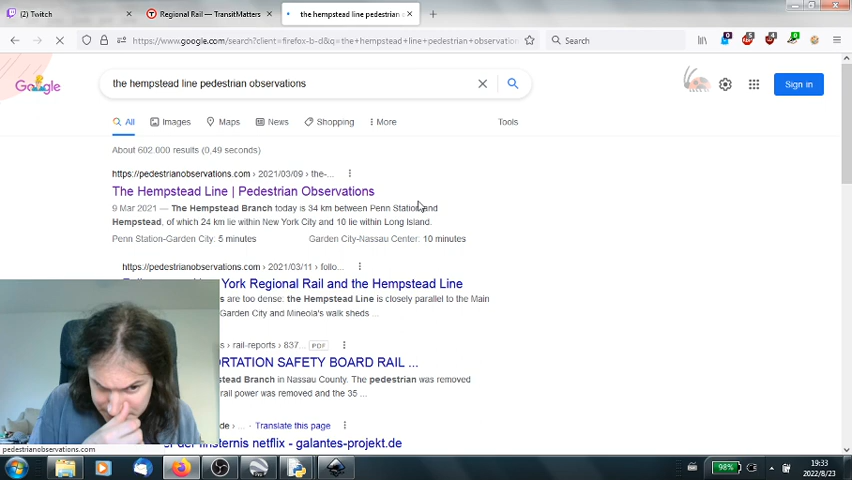 (2) Twitch
Regional Rail — TransitMatters
the hempstead line pedestrian
https://www.google.com/search?client=firefox-b-d&q=the+hempstead+line+pedestrian+observatio
Search
Google
the hempstead line pedestrian observations
Sign in
All Images Maps News Shopping More Tools
About 602.000 results (0,49 seconds)
https://pedestrianobservations.com › 2021/03/09 › the-...
The Hempstead Line | Pedestrian Observations
9 Mar 2021 — The Hempstead Branch today is 34 km between Penn Station and
Hempstead, of which 24 km lie within New York City and 10 lie within Long Island.
Penn Station-Garden City: 5 minutes Garden City-Nassau Center: 10 minutes
https://pedestrianobservations.com › 2021/03/11 › follo...
York Regional Rail and the Hempstead Line
are too dense: the Hempstead Line is closely parallel to the Main
Garden City and Mineola's walk sheds ...
s › rail-reports › 837... PDF
ORTATION SAFETY BOARD RAIL ...
stead Branch in Nassau County. The pedestrian was removed
rail power was removed and the 35 ...
de › ... Translate this page
er der finsternis netflix - galantes-projekt.de
pedestrianobservations.com
98%
19:33
2022/8/23